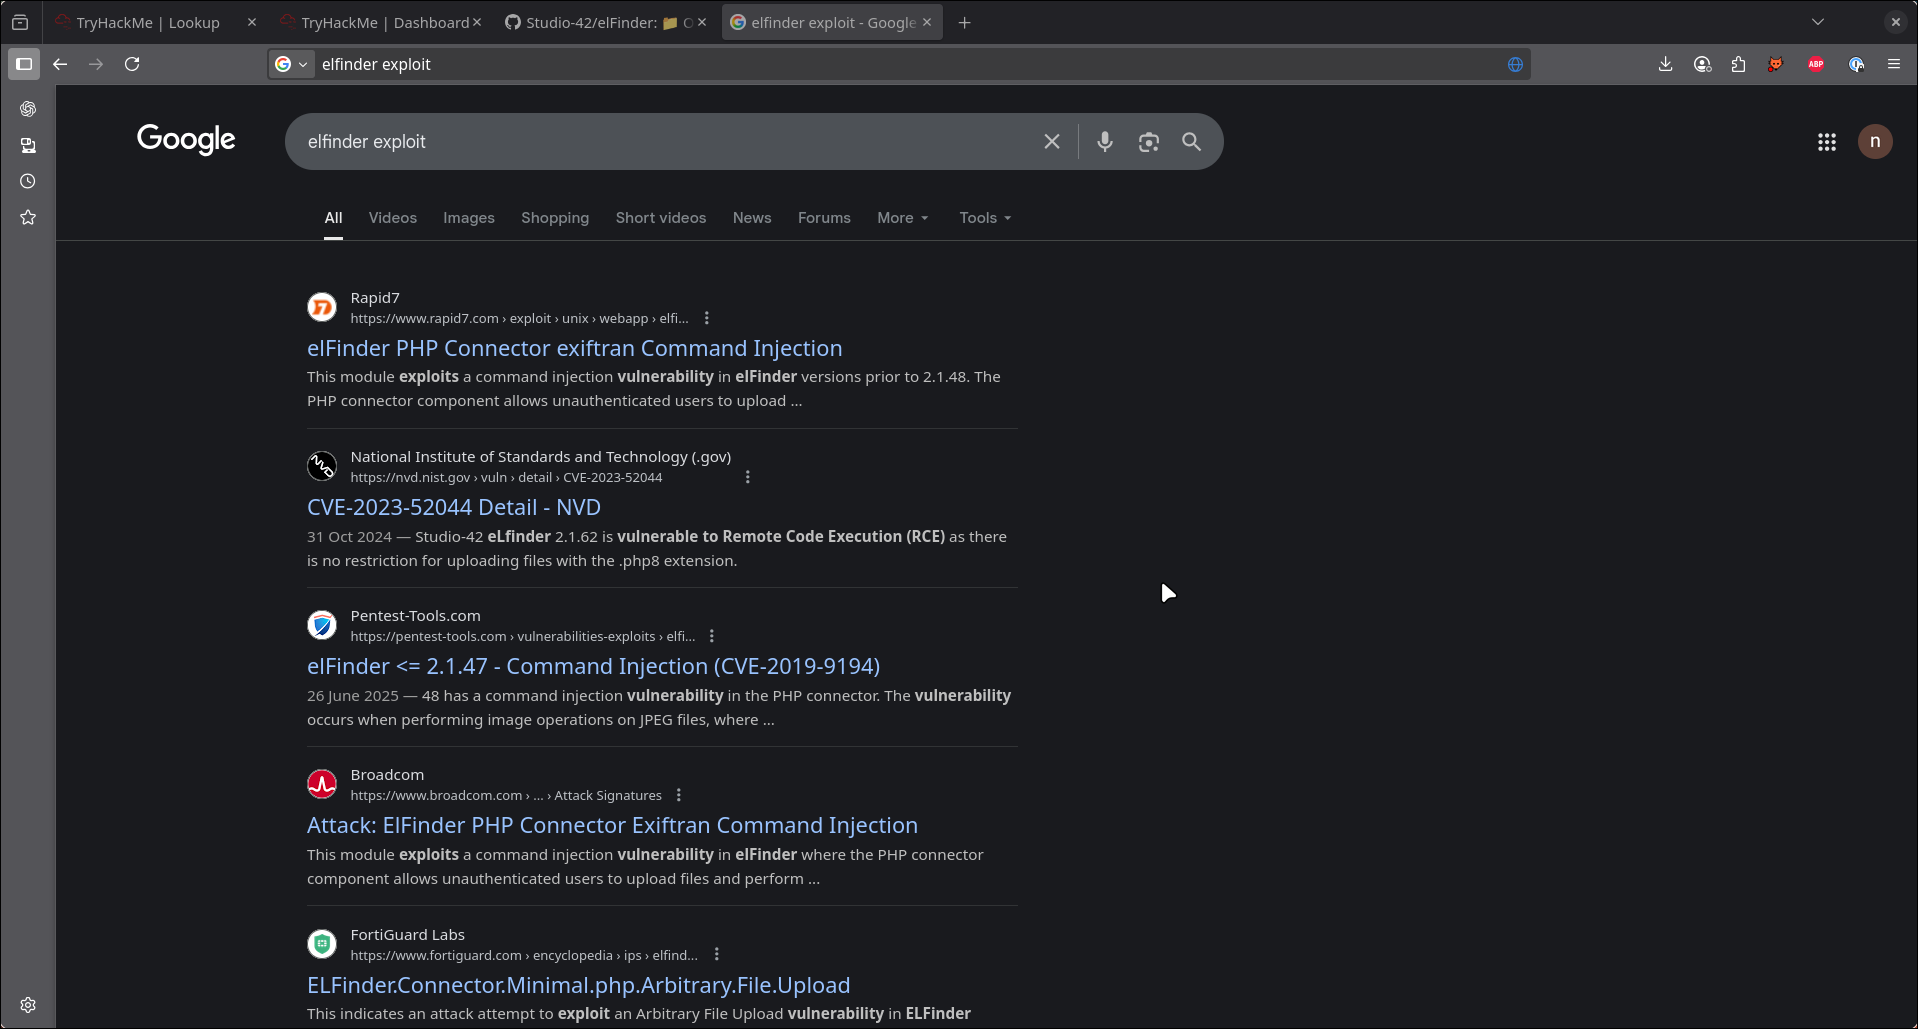 TryHackMe | Lookup
TryHackMe | Dashboard
Studio-42/elFinder: 📁 O
elfinder exploit - Google
elfinder exploit
ABP
Google
elfinder exploit
n
All Videos Images Shopping Short videos News Forums More Tools
Rapid7
https://www.rapid7.com › exploit › unix › webapp › elfi...
elFinder PHP Connector exiftran Command Injection
This module exploits a command injection vulnerability in elFinder versions prior to 2.1.48. The
PHP connector component allows unauthenticated users to upload ...
NVD
National Institute of Standards and Technology (.gov)
https://nvd.nist.gov › vuln › detail › CVE-2023-52044
CVE-2023-52044 Detail - NVD
31 Oct 2024 — Studio-42 eLfinder 2.1.62 is vulnerable to Remote Code Execution (RCE) as there
is no restriction for uploading files with the .php8 extension.
Pentest-Tools.com
https://pentest-tools.com › vulnerabilities-exploits › elfi...
elFinder <= 2.1.47 - Command Injection (CVE-2019-9194)
26 June 2025 — 48 has a command injection vulnerability in the PHP connector. The vulnerability
occurs when performing image operations on JPEG files, where ...
Broadcom
https://www.broadcom.com › ... › Attack Signatures
Attack: ElFinder PHP Connector Exiftran Command Injection
This module exploits a command injection vulnerability in elFinder where the PHP connector
component allows unauthenticated users to upload files and perform ...
FortiGuard Labs
https://www.fortiguard.com › encyclopedia › ips › elfind...
ELFinder.Connector.Minimal.php.Arbitrary.File.Upload
This indicates an attack attempt to exploit an Arbitrary File Upload vulnerability in ELFinder